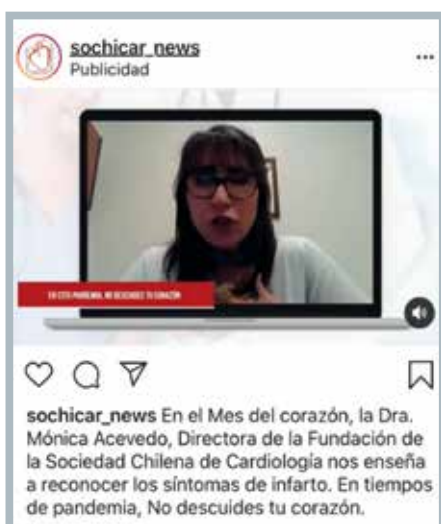 sochicar_news
Publicidad
EN ESTA PANDEMIA, NO DESCUIDES TU CORAZÓN
sochicar_news En el Mes del corazón, la Dra.
Mónica Acevedo, Directora de la Fundación de
la Sociedad Chilena de Cardiología nos enseña
a reconocer los síntomas de infarto. En tiempos
de pandemia, No descuides tu corazón.